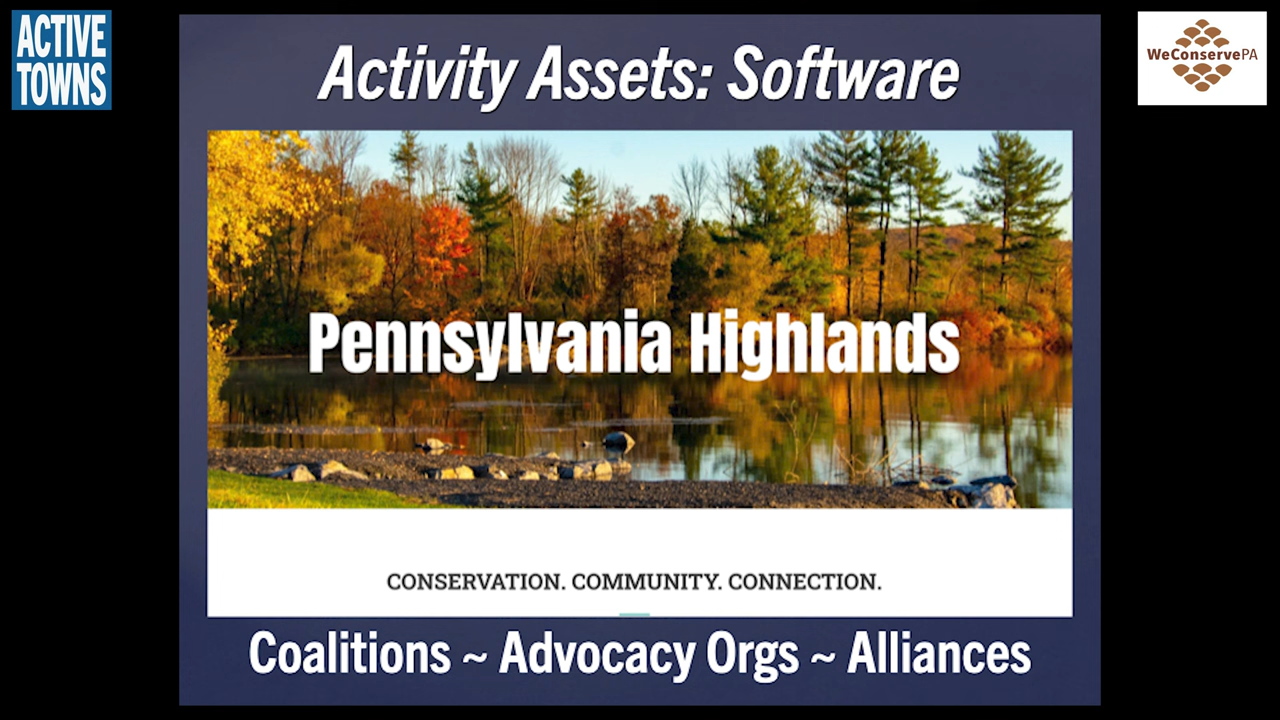 ACTIVE
TOWNS
Activity Assets: Software
WeConservePA
Pennsylvania Highlands
CONSERVATION. COMMUNITY. CONNECTION.
Coalitions ~ Advocacy Orgs ~ Alliances